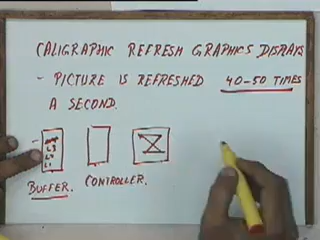 CALIGRAPHIC REFRESH GRAPHICS DISPLAYS
- PICTURE IS REFRESHED 40-50 TIMES
A SECOND.
BUFFER. CONTROLLER.